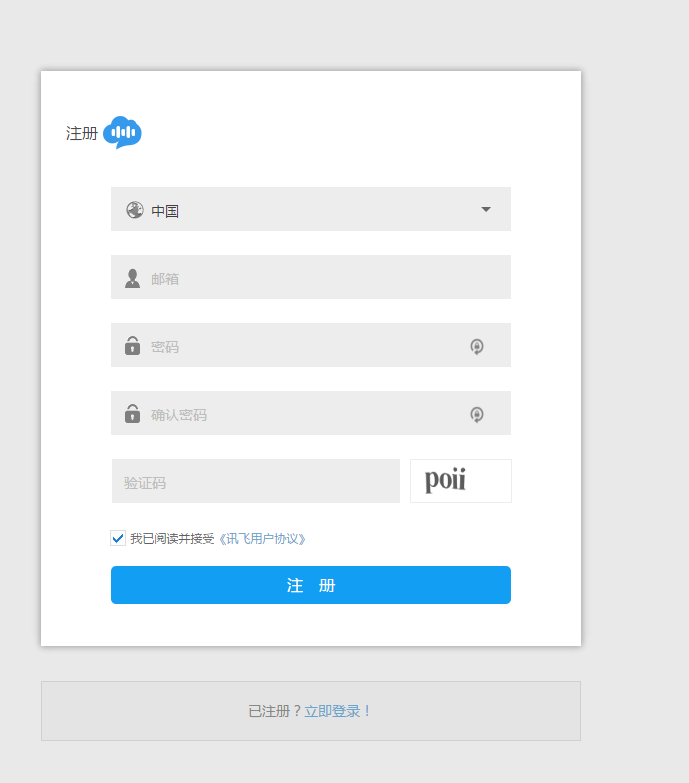 注册
中国
邮箱
密码
确认密码
验证码
poii
我已阅读并接受《讯飞用户协议》
注 册
已注册？立即登录！